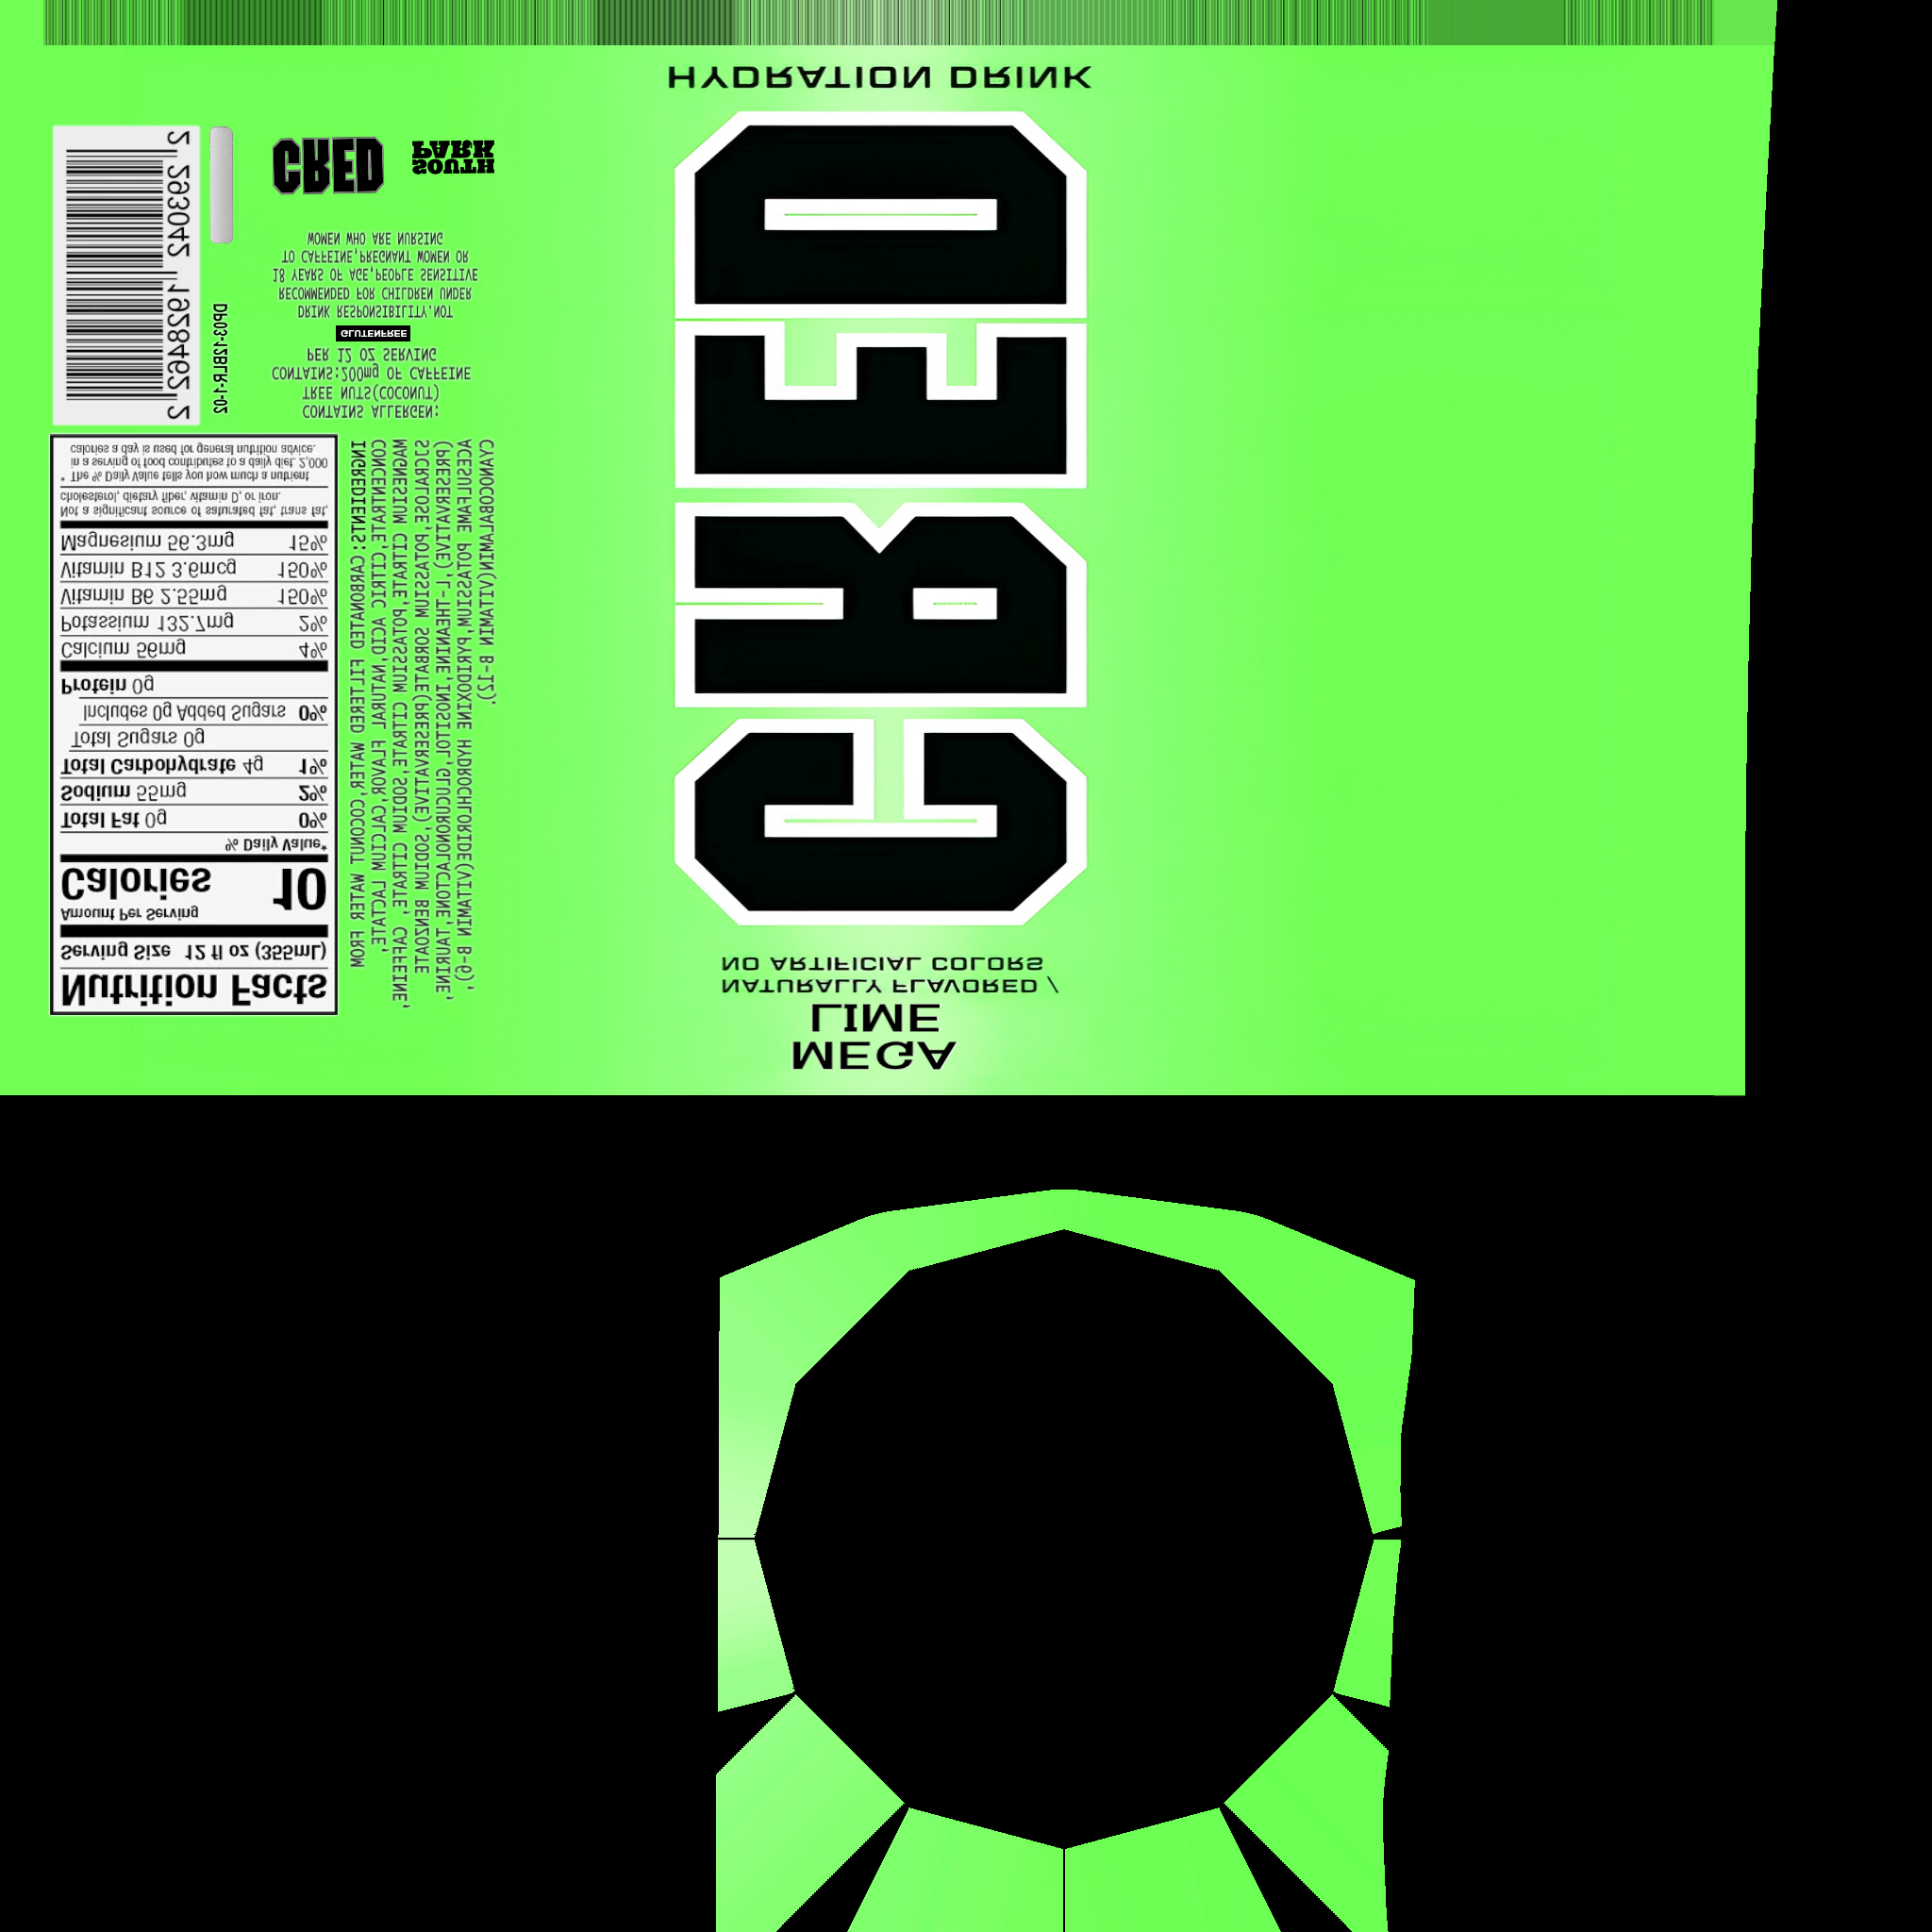 MEGA
LIME
NATURALLY FLAVORED /
NO ARTIFICIAL COLORS
CRED
HYDRATION DRINK
Nutrition Facts
Serving Size 12 fl oz (355mL)
Amount Per Serving
Calories 10
% Daily Value*
Total Fat 0g 0%
Sodium 55mg 2%
Total Carbohydrate 4g 1%
Total Sugars 0g
Includes 0g Added Sugars 0%
Protein 0g
Calcium 56mg 4%
Potassium 132.7mg 2%
Vitamin B6 2.55mg 150%
Vitamin B12 3.6mcg 150%
Magnesium 56.3mg 15%
Not a significant source of saturated fat, trans fat,
cholesterol, dietary fiber, vitamin D, or iron.
* The % Daily Value tells you how much a nutrient
in a serving of food contributes to a daily diet. 2,000
calories a day is used for general nutrition advice.
INGREDIENTS: CARBONATED FILTERED WATER, COCONUT WATER FROM
CONCENTRATE,CITRIC ACID,NATURAL FLAVOR,CALCIUM LACTATE,
MAGNESIUM CITRATE,POTASSIUM CITRATE,SODIUM CITRATE, CAFFEINE,
SUCRALOSE,POTASSIUM SORBATE(PRESERESEVATIVE),SODIUM BENZOATE
(PRESERVATIVE),L-THEANINE,INOSITOL,GLUCURONOLACTONE,TAURINE,
ACESULFAME POTASSIUM,PYRIDOXINE HYDROCHLORIDE(VITAMIN B-6),
CYANOCOBALAMIN(VITAMIN B-12).
CONTAINS ALLERGEN:
TREE NUTS(COCONUT)
CONTAINS:200mg OF CAFFEINE
PER 12 OZ SERVING
GLUTENFREE
DRINK RESPONSIBILITY.NOT
RECOMMENDED FOR CHILDREN UNDER
18 YEARS OF AGE,PEOPLE SENSITIVE
TO CAFFEINE,PREGNANT WOMEN OR
WOMEN WHO ARE NURSING
CRED
SOUTH
PARK
2 293042 1928462 2
DP03-12BLR-1-02